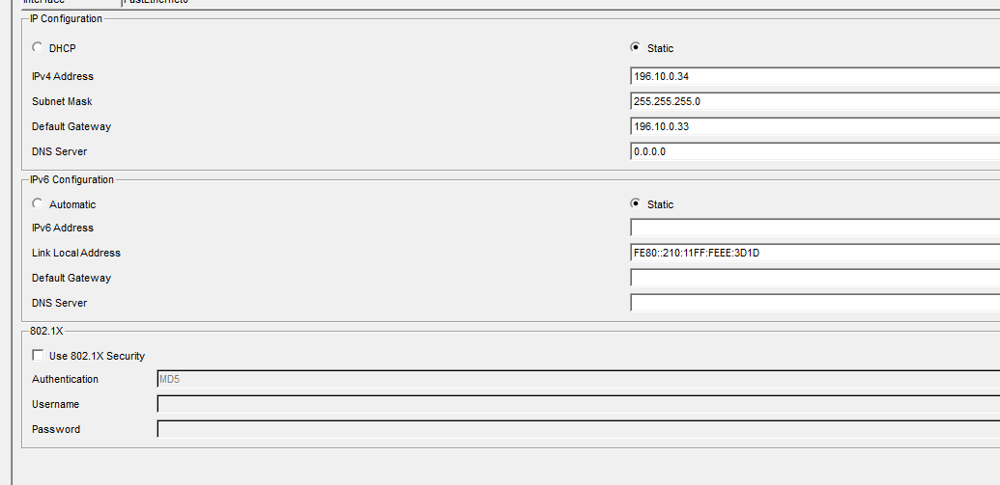 Interface FastEthernet0
IP Configuration
DHCP Static
IPv4 Address 196.10.0.34
Subnet Mask 255.255.255.0
Default Gateway 196.10.0.33
DNS Server 0.0.0.0
IPv6 Configuration
Automatic Static
IPv6 Address
Link Local Address FE80::210:11FF:FEEE:3D1D
Default Gateway
DNS Server
802.1X
Use 802.1X Security
Authentication MD5
Username
Password